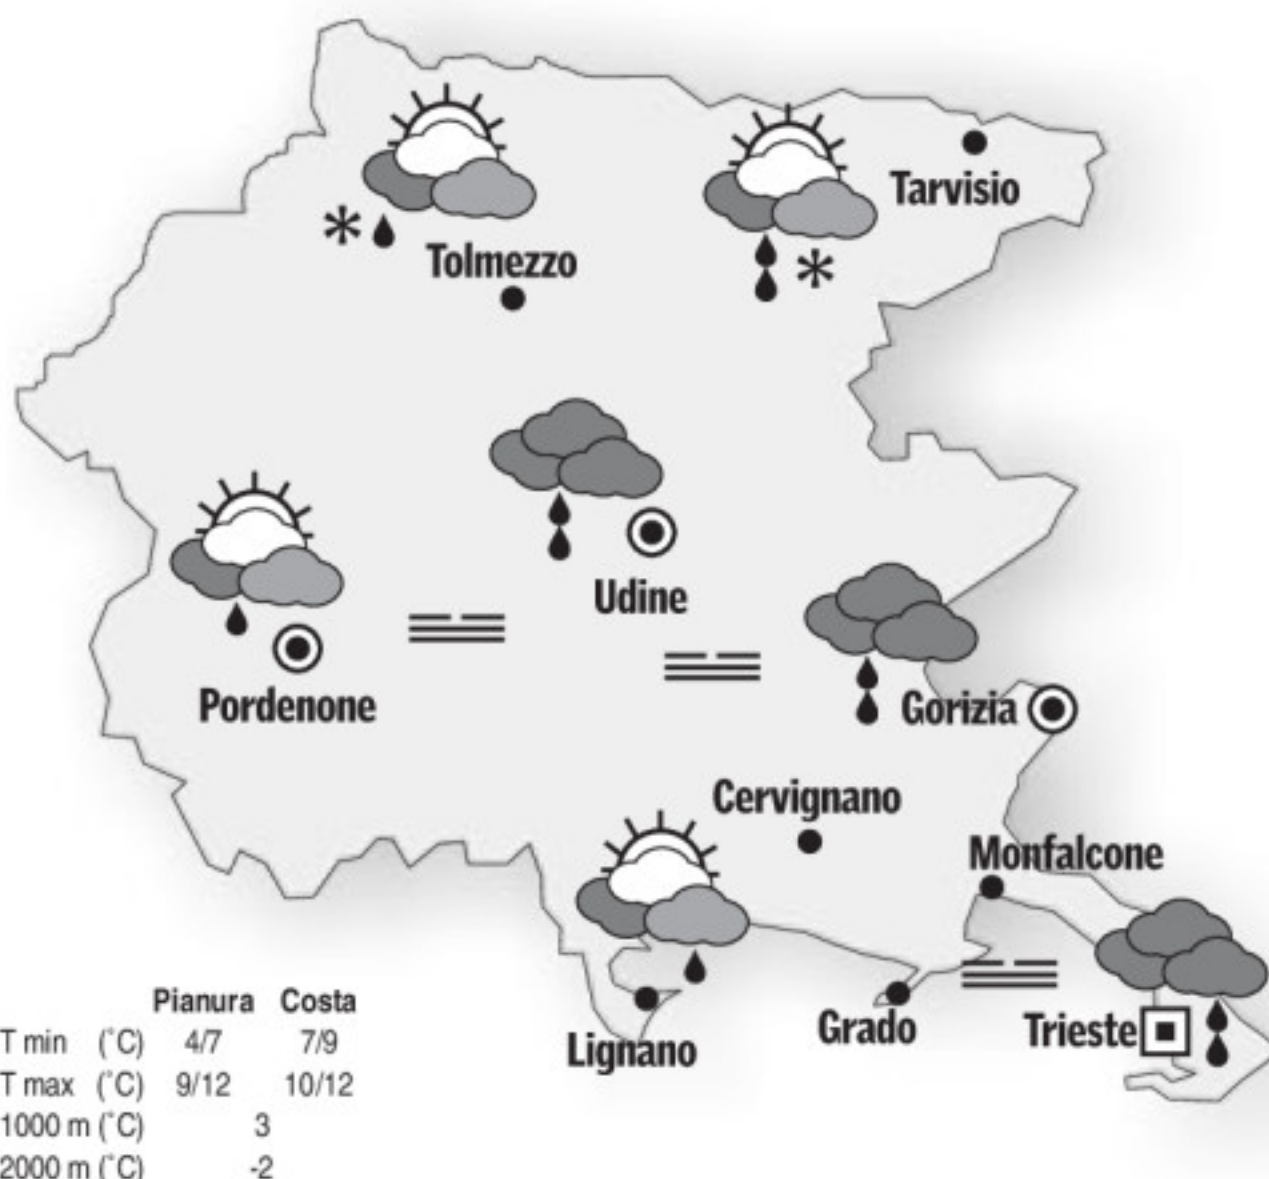 Tarvisio
Tolmezzo
Udine
Pordenone
Gorizia
Cervignano
Monfalcone
Grado
Trieste
Lignano
Pianura Costa
T min (°C) 4/7 7/9
T max (°C) 9/12 10/12
1000 m (°C) 3
2000 m (°C) -2